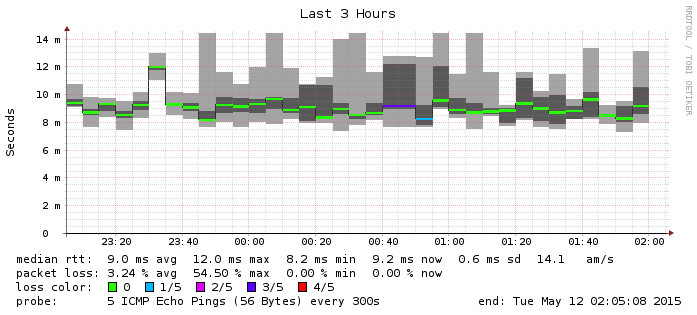 Last 3 Hours
RRDTOOL / TOBI OETIKER
Seconds
14 m
12 m
10 m
8 m
6 m
4 m
2 m
0
23:20 23:40 00:00 00:20 00:40 01:00 01:20 01:40 02:00
median rtt: 9.0 ms avg 12.0 ms max 8.2 ms min 9.2 ms now 0.6 ms sd 14.1 am/s
packet loss: 3.24 % avg 54.50 % max 0.00 % min 0.00 % now
loss color: 0 1/5 2/5 3/5 4/5
probe: 5 ICMP Echo Pings (56 Bytes) every 300s end: Tue May 12 02:05:08 2015